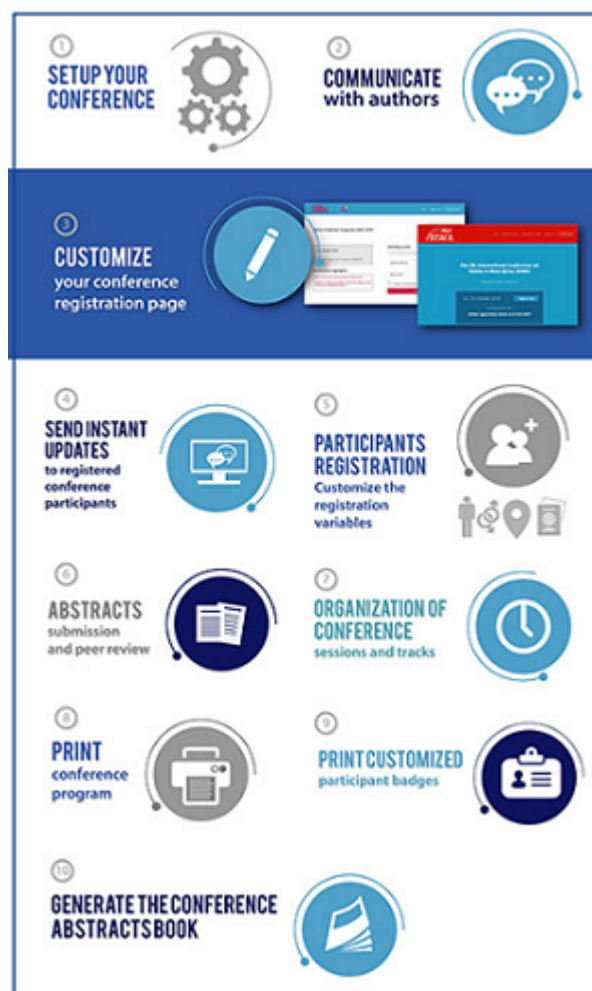 1
SETUP YOUR
CONFERENCE
2
COMMUNICATE
with authors
3
CUSTOMIZE
your conference
registration page
4
SEND INSTANT
UPDATES
to registered
conference
participants
5
PARTICIPANTS
REGISTRATION
Customize the
registration
variables
6
ABSTRACTS
submission
and peer review
7
ORGANIZATION OF
CONFERENCE
sessions and tracks
8
PRINT
conference
program
9
PRINT CUSTOMIZED
participant badges
10
GENERATE THE CONFERENCE
ABSTRACTS BOOK